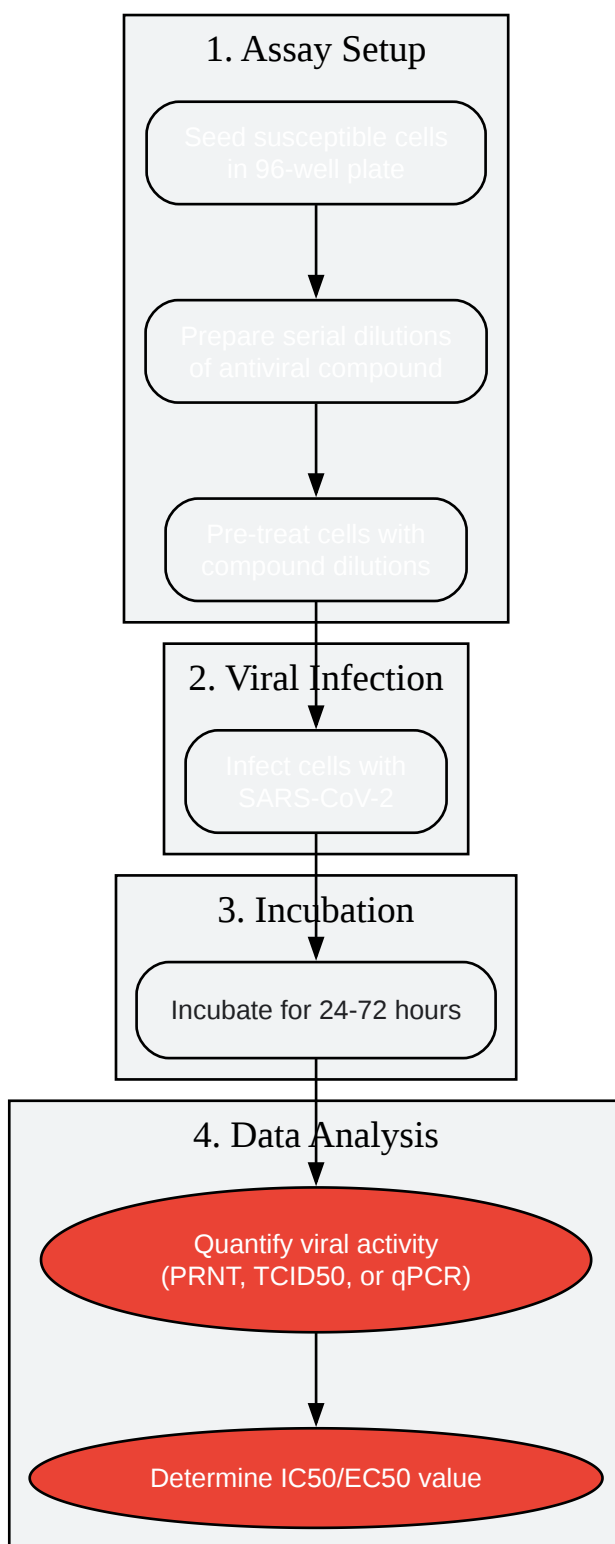 1. Assay Setup
Seed susceptible cells
in 96-well plate
Prepare serial dilutions
of antiviral compound
Pre-treat cells with
compound dilutions
2. Viral Infection
Infect cells with
SARS-CoV-2
3. Incubation
Incubate for 24-72 hours
4. Data Analysis
Quantify viral activity
(PRNT, TCID50, or qPCR)
Determine IC50/EC50 value